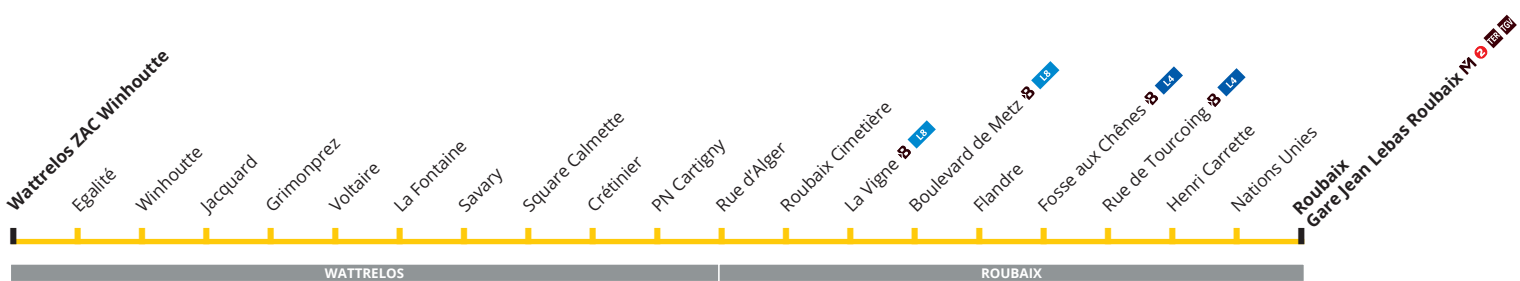 Wattrelos ZAC Winhoutte
Egalité
Winhoutte
Jacquard
Grimonprez
Voltaire
La Fontaine
Savary
Square Calmette
Crétinier
PN Cartigny
Rue d'Alger
Roubaix Cimetière
La Vigne B L8
Boulevard de Metz B L8
Flandre
Fosse aux Chênes B L4
Rue de Tourcoing B L4
Henri Carrette
Nations Unies
Roubaix
Gare Jean Lebas Roubaix M 2 TER TGV
WATTRELOS
ROUBAIX